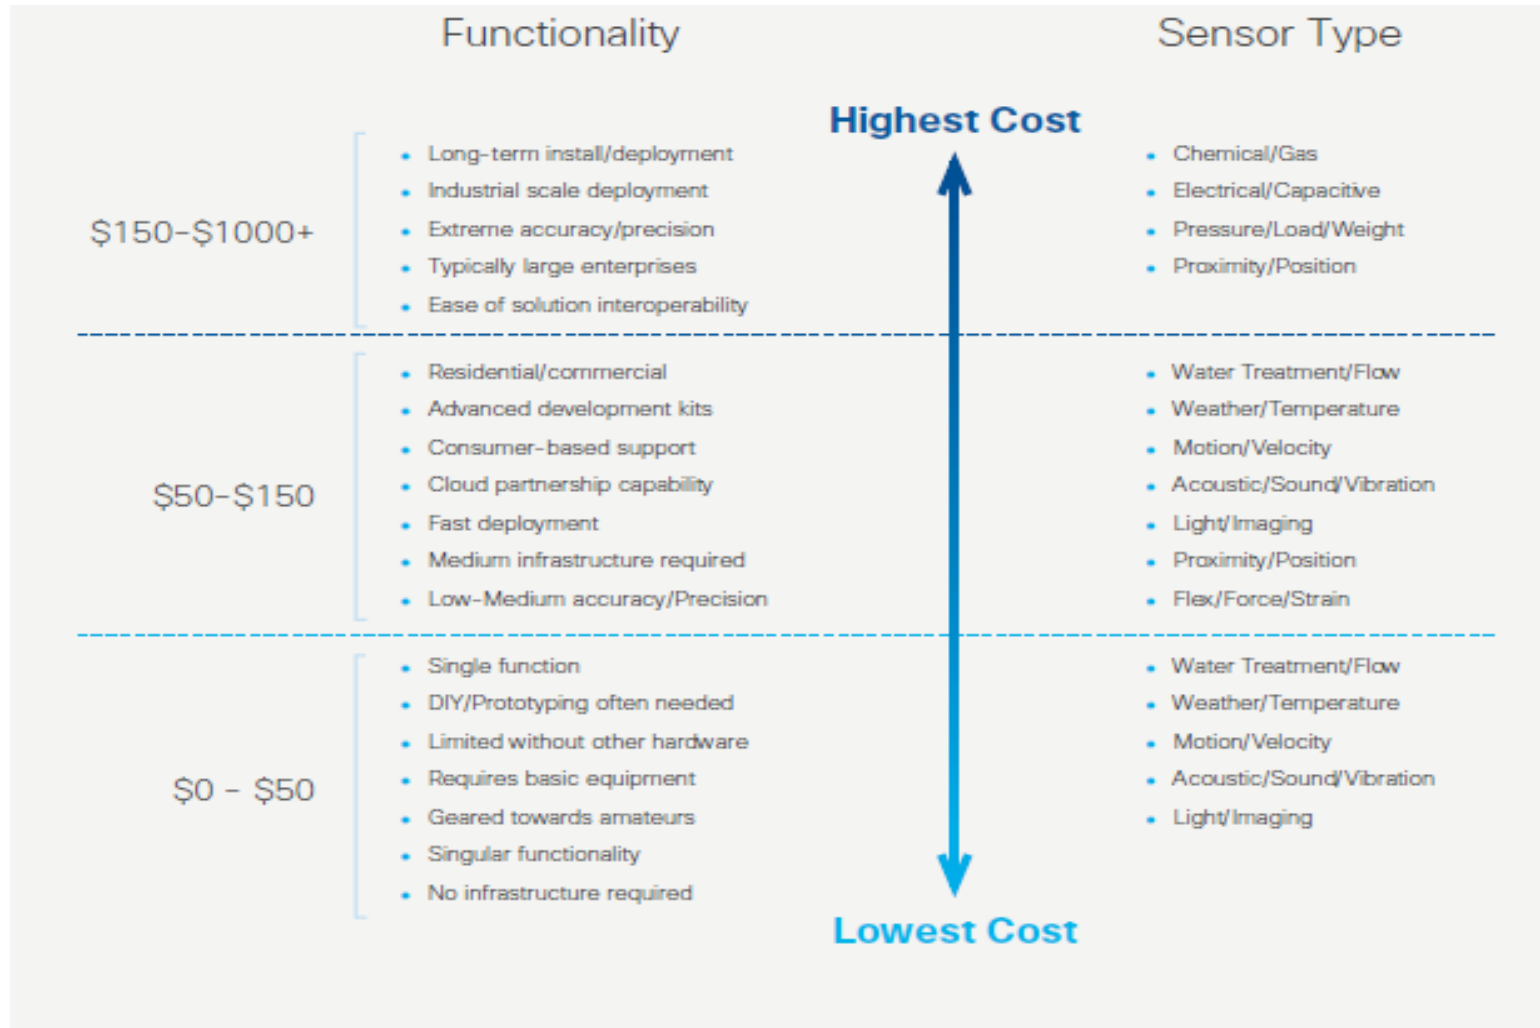 Functionality
Sensor Type
Highest Cost
$150-$1000+
• Long-term install/deployment
• Industrial scale deployment
• Extreme accuracy/precision
• Typically large enterprises
• Ease of solution interoperability
• Chemical/Gas
• Electrical/Capacitive
• Pressure/Load/Weight
• Proximity/Position
$50-$150
• Residential/commercial
• Advanced development kits
• Consumer-based support
• Cloud partnership capability
• Fast deployment
• Medium infrastructure required
• Low-Medium accuracy/Precision
• Water Treatment/Flow
• Weather/Temperature
• Motion/Velocity
• Acoustic/Sound/Vibration
• Light/Imaging
• Proximity/Position
• Flex/Force/Strain
$0 - $50
• Single function
• DIY/Prototyping often needed
• Limited without other hardware
• Requires basic equipment
• Geared towards amateurs
• Singular functionality
• No infrastructure required
• Water Treatment/Flow
• Weather/Temperature
• Motion/Velocity
• Acoustic/Sound/Vibration
• Light/Imaging
Lowest Cost